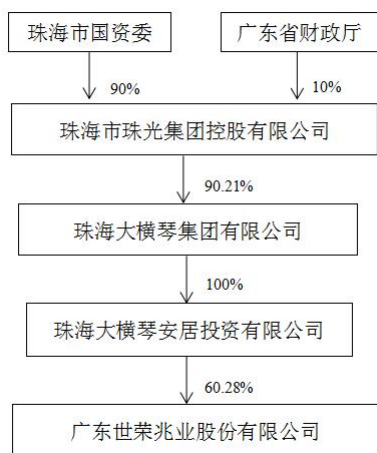 珠海市国资委
广东省财政厅
90%
10%
珠海市珠光集团控股有限公司
90.21%
珠海大横琴集团有限公司
100%
珠海大横琴安居投资有限公司
60.28%
广东世荣兆业股份有限公司